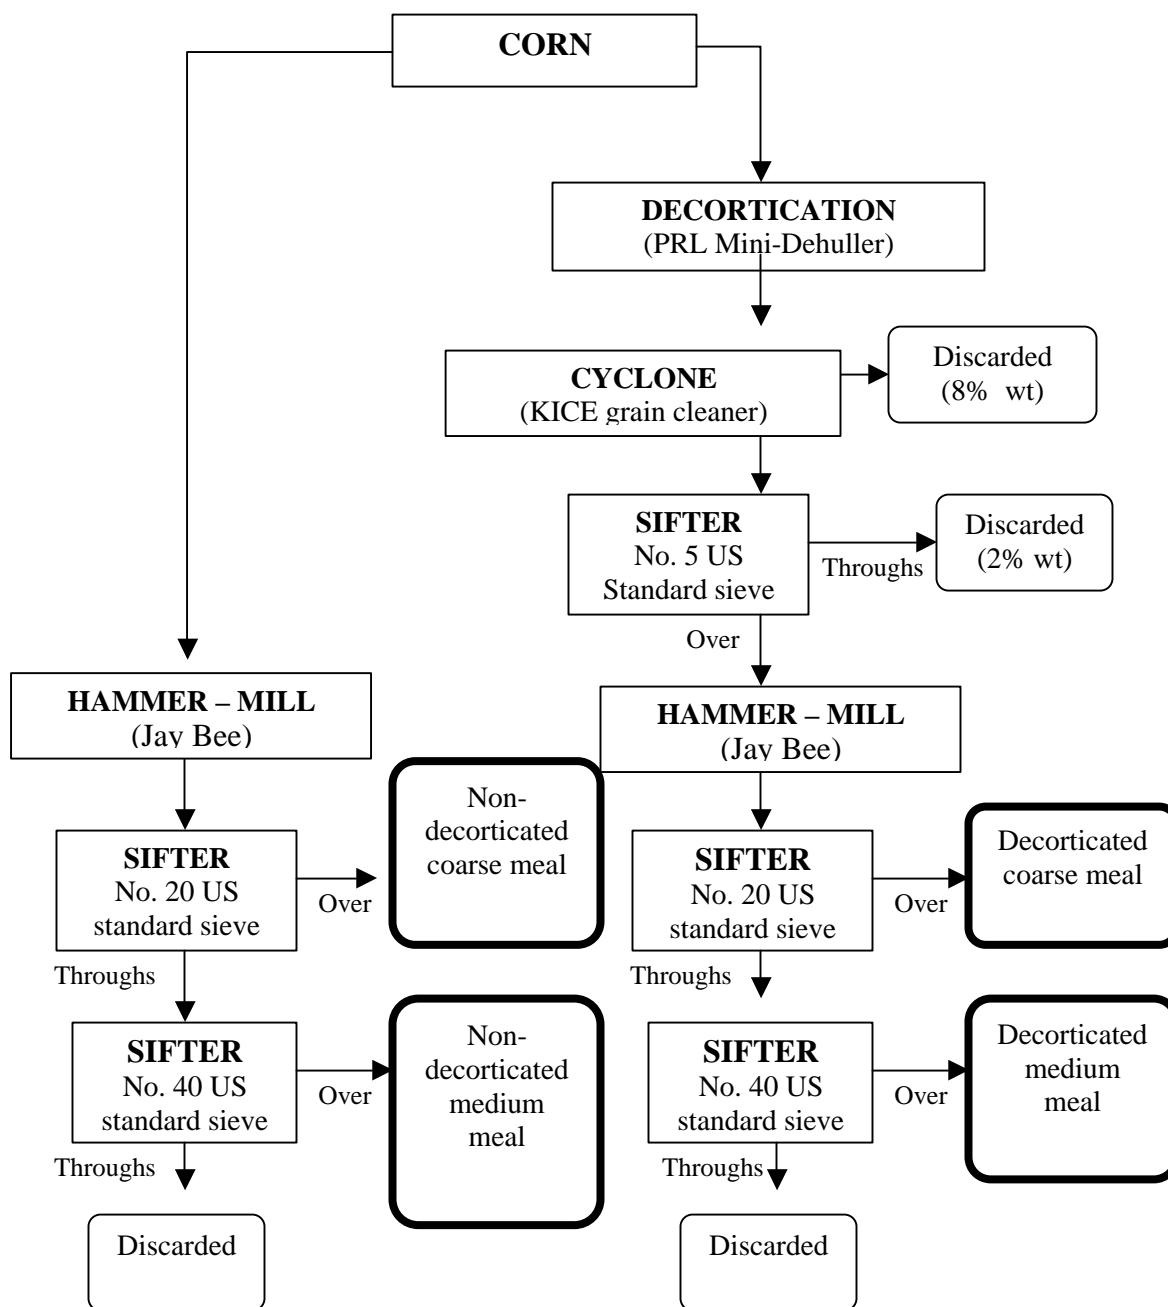 CORN
DECORTICATION
(PRL Mini-Dehuller)
CYCLONE
(KICE grain cleaner)
Discarded
(8% wt)
SIFTER
No. 5 US
Standard sieve
Throughs
Discarded
(2% wt)
Over
HAMMER – MILL
(Jay Bee)
HAMMER – MILL
(Jay Bee)
SIFTER
No. 20 US
standard sieve
Over
Non-
decorticated
coarse meal
SIFTER
No. 20 US
standard sieve
Over
Decorticated
coarse meal
Throughs
Throughs
SIFTER
No. 40 US
standard sieve
Over
Non-
decorticated
medium
meal
SIFTER
No. 40 US
standard sieve
Over
Decorticated
medium
meal
Throughs
Throughs
Discarded
Discarded